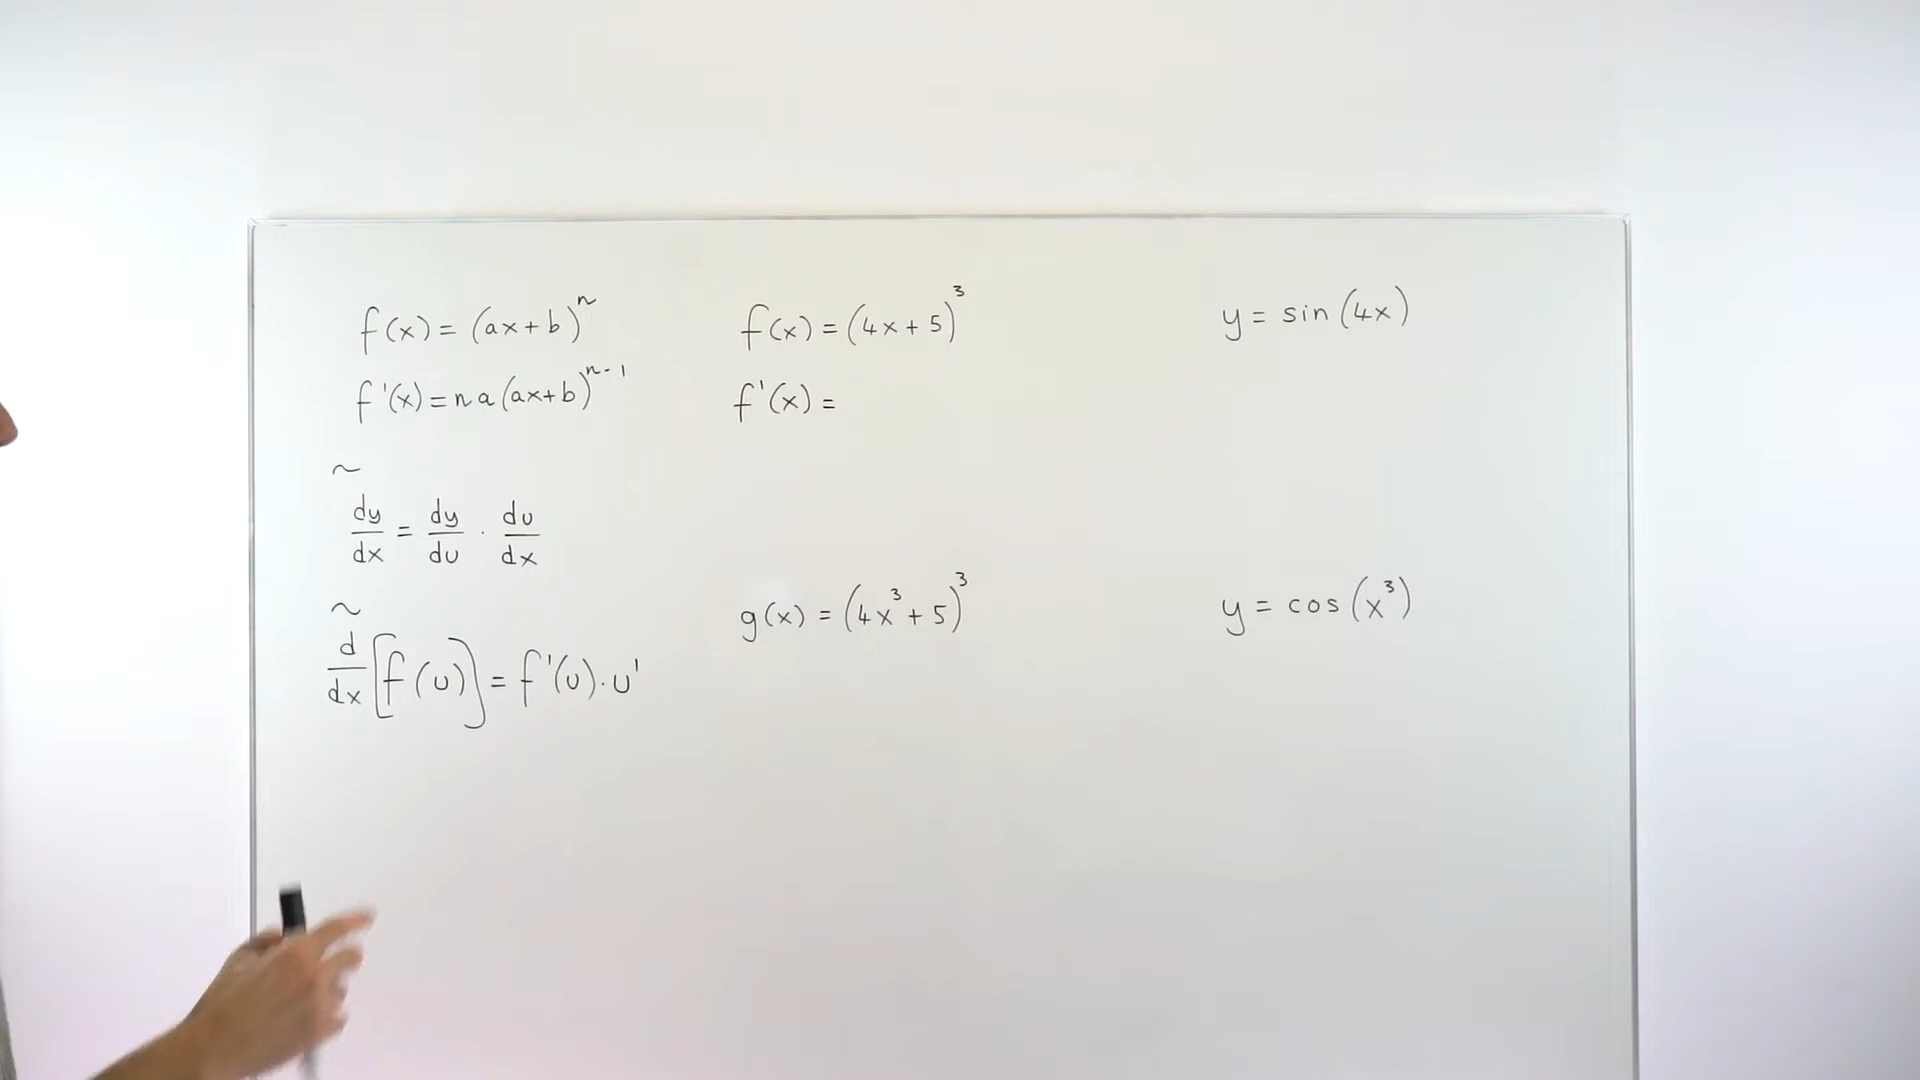 f(x) = (ax+b)^n
f'(x) = n a (ax+b)^{n-1}
~
dy/dx = dy/du · du/dx
~
d/dx [f(u)] = f'(u)·u'
f(x) = (4x+5)^3
f'(x) =
g(x) = (4x^3+5)^3
y = sin(4x)
y = cos(x^3)